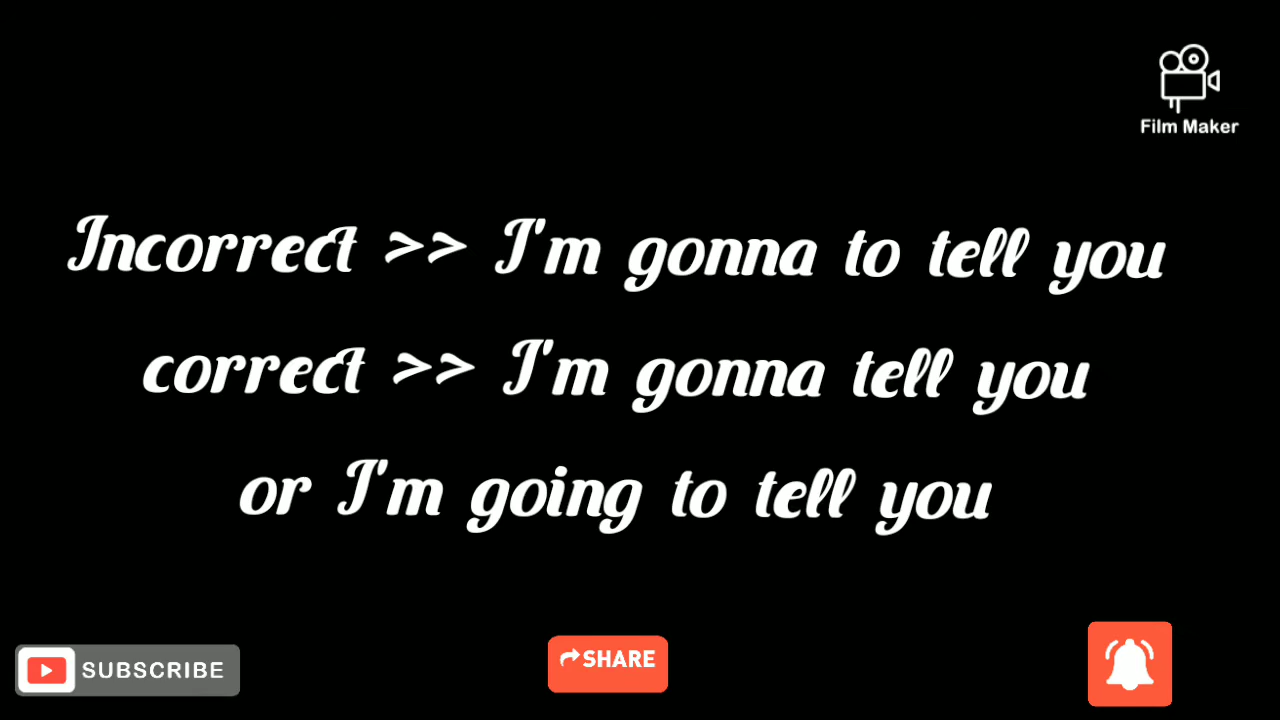 Film Maker
Incorrect >> I'm gonna to tell you
correct >> I'm gonna tell you
or I'm going to tell you
SUBSCRIBE
SHARE